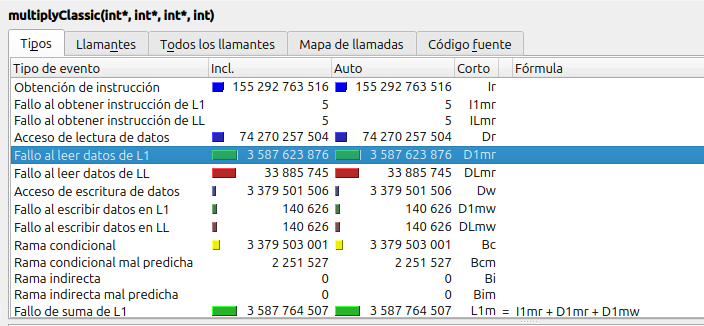 multiplyClassic(int*, int*, int*, int)
Tipos Llamantes Todos los llamantes Mapa de llamadas Código fuente
Tipo de evento Incl. Auto Corto Fórmula
Obtención de instrucción 155 292 763 516 155 292 763 516 Ir
Fallo al obtener instrucción de L1 5 5 I1mr
Fallo al obtener instrucción de LL 5 5 ILmr
Acceso de lectura de datos 74 270 257 504 74 270 257 504 Dr
Fallo al leer datos de L1 3 587 623 876 3 587 623 876 D1mr
Fallo al leer datos de LL 33 885 745 33 885 745 DLmr
Acceso de escritura de datos 3 379 501 506 3 379 501 506 Dw
Fallo al escribir datos en L1 140 626 140 626 D1mw
Fallo al escribir datos en LL 140 626 140 626 DLmw
Rama condicional 3 379 503 001 3 379 503 001 Bc
Rama condicional mal predicha 2 251 527 2 251 527 Bcm
Rama indirecta 0 0 Bi
Rama indirecta mal predicha 0 0 Bim
Fallo de suma de L1 3 587 764 507 3 587 764 507 L1m = I1mr + D1mr + D1mw